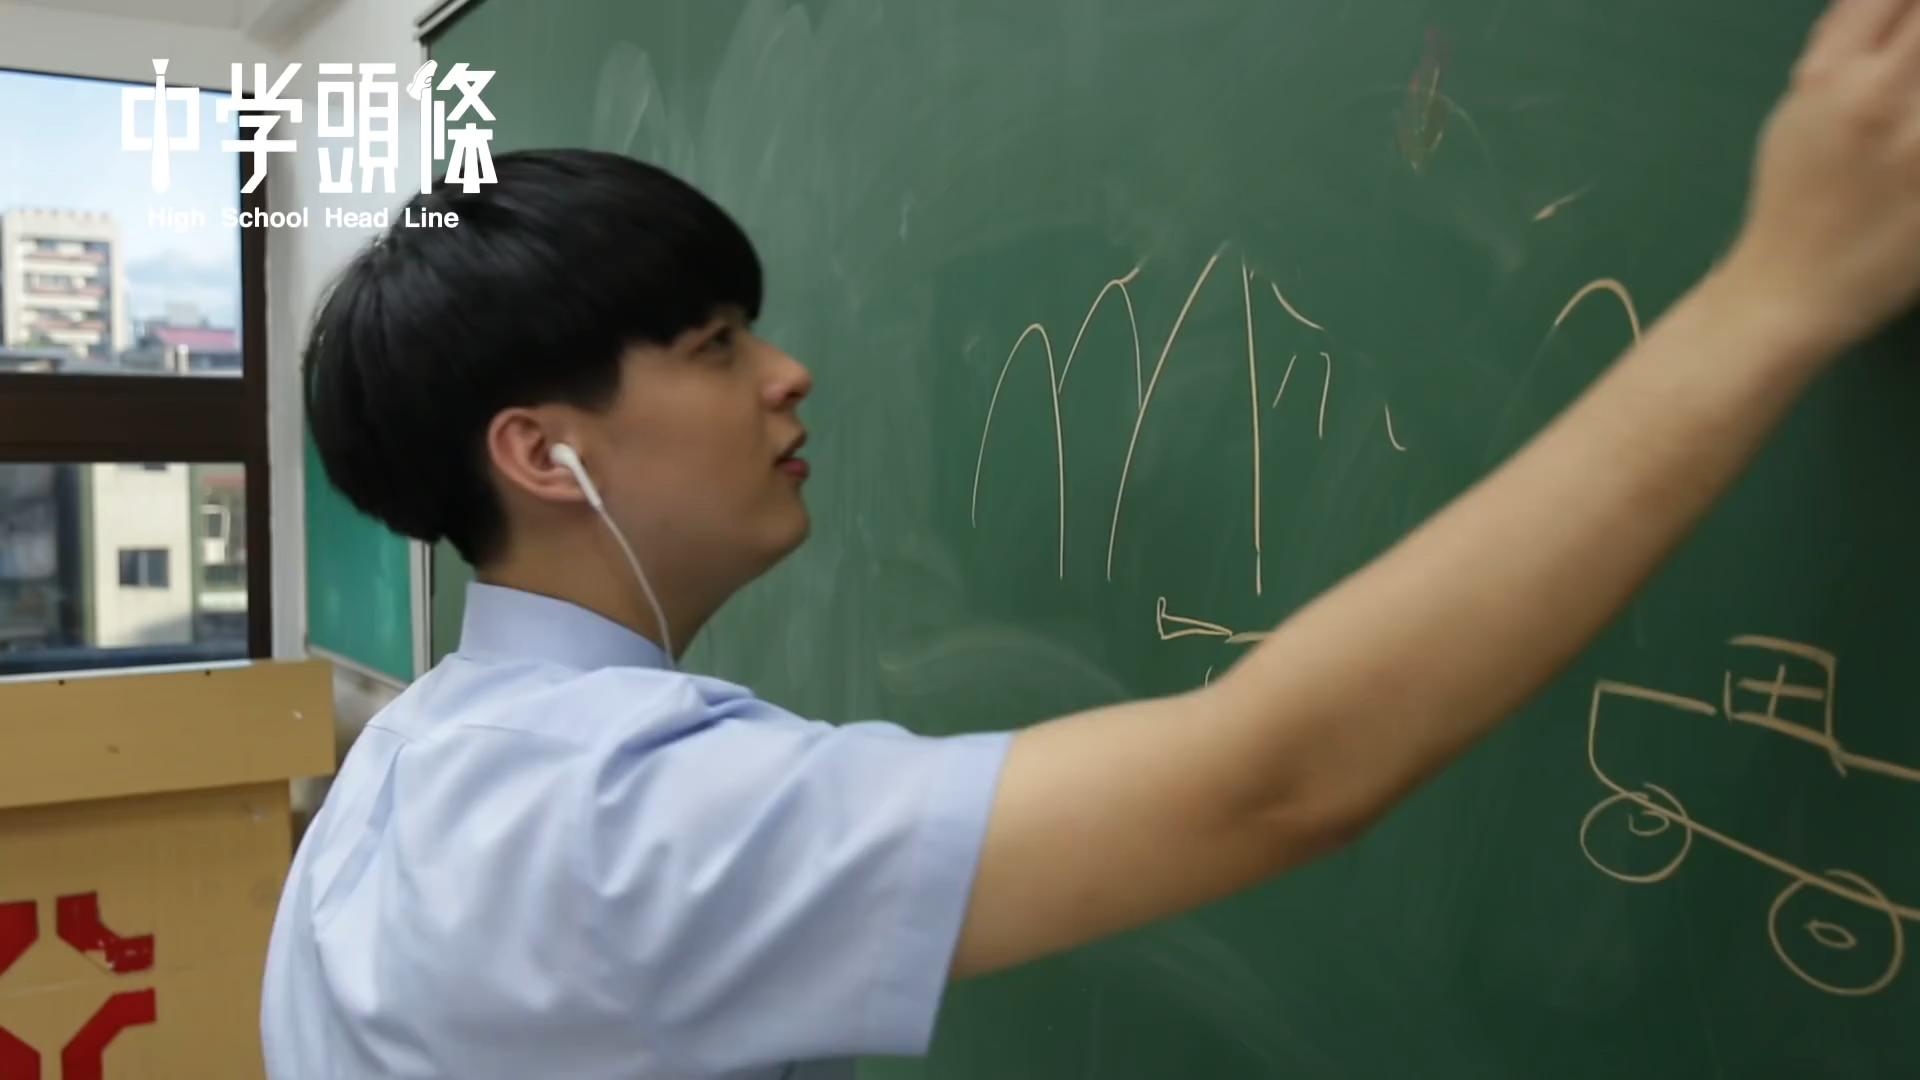 中学頭條
High School Head Line